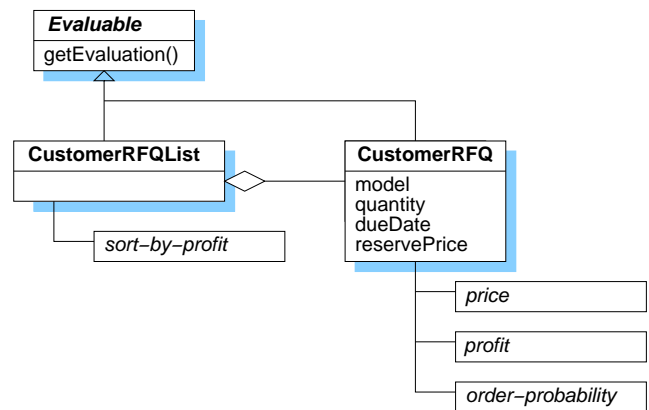 Evaluable
getEvaluation()
CustomerRFQList
CustomerRFQ
model
quantity
dueDate
reservePrice
sort−by−profit
price
profit
order−probability